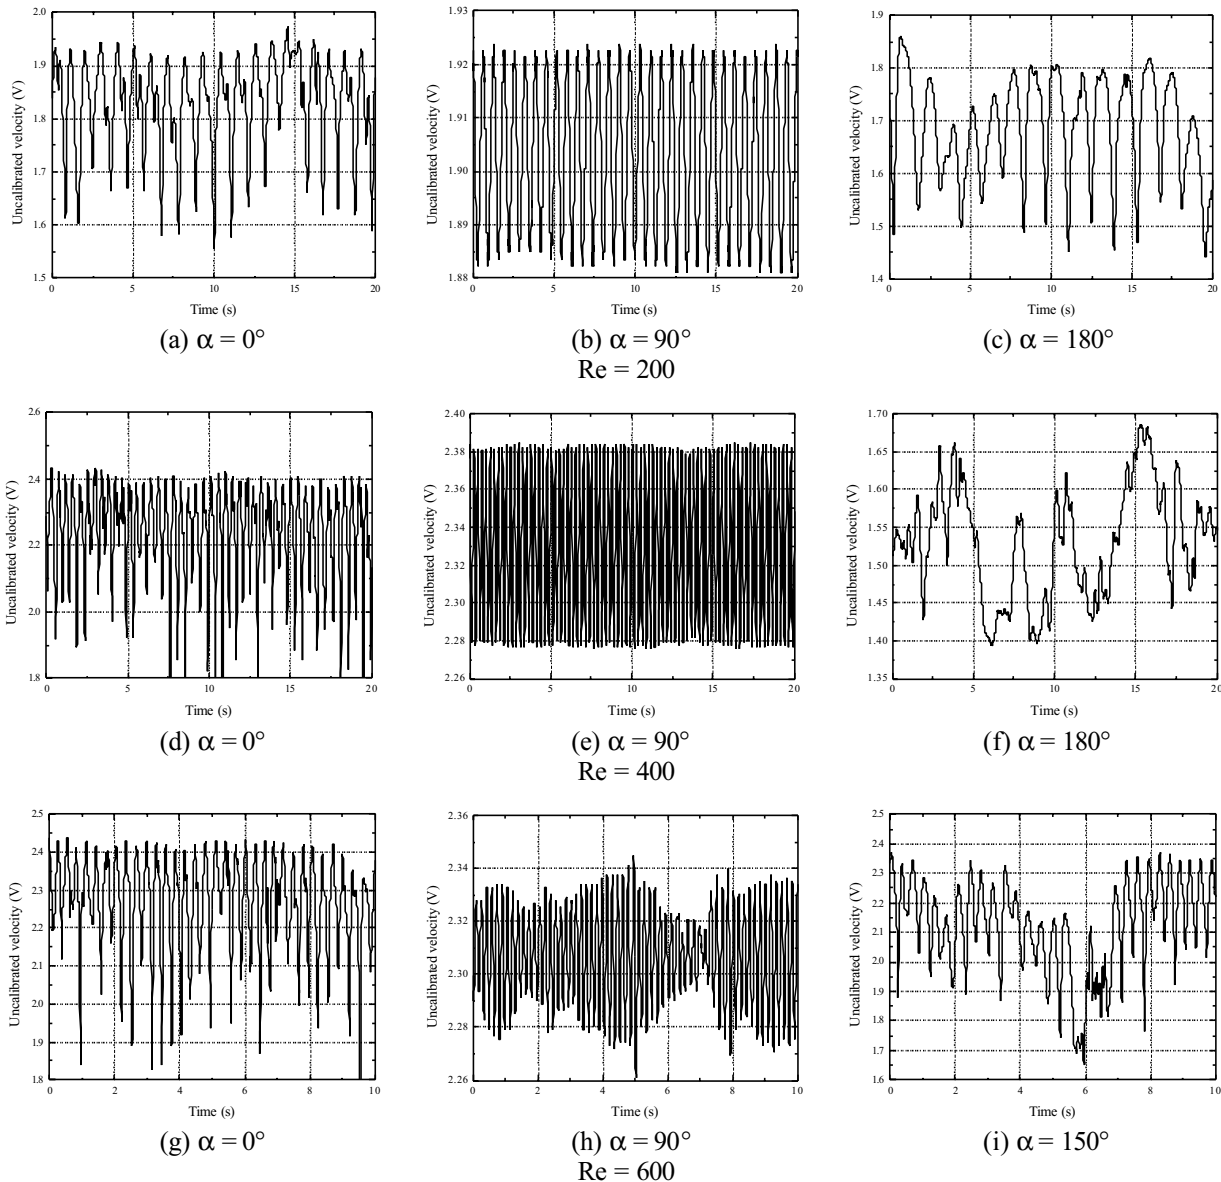 Uncalibrated velocity (V)
2.0
1.9
1.8
1.7
1.6
1.5
0 5 10 15 20
Time (s)
(a) α = 0°
Uncalibrated velocity (V)
1.93
1.92
1.91
1.90
1.89
1.88
0 5 10 15 20
Time (s)
(b) α = 90°
Uncalibrated velocity (V)
1.9
1.8
1.7
1.6
1.5
1.4
0 5 10 15 20
Time (s)
(c) α = 180°
Re = 200
Uncalibrated velocity (V)
2.6
2.4
2.2
2.0
1.8
0 5 10 15 20
Time (s)
(d) α = 0°
Uncalibrated velocity (V)
2.40
2.38
2.36
2.34
2.32
2.30
2.28
2.26
0 5 10 15 20
Time (s)
(e) α = 90°
Uncalibrated velocity (V)
1.70
1.65
1.60
1.55
1.50
1.45
1.40
1.35
0 5 10 15 20
Time (s)
(f) α = 180°
Re = 400
Uncalibrated velocity (V)
2.5
2.4
2.3
2.2
2.1
2.0
1.9
1.8
0 2 4 6 8 10
Time (s)
(g) α = 0°
Uncalibrated velocity (V)
2.36
2.34
2.32
2.30
2.28
2.26
0 2 4 6 8 10
Time (s)
(h) α = 90°
Uncalibrated velocity (V)
2.5
2.4
2.3
2.2
2.1
2.0
1.9
1.8
1.7
1.6
0 2 4 6 8 10
Time (s)
(i) α = 150°
Re = 600